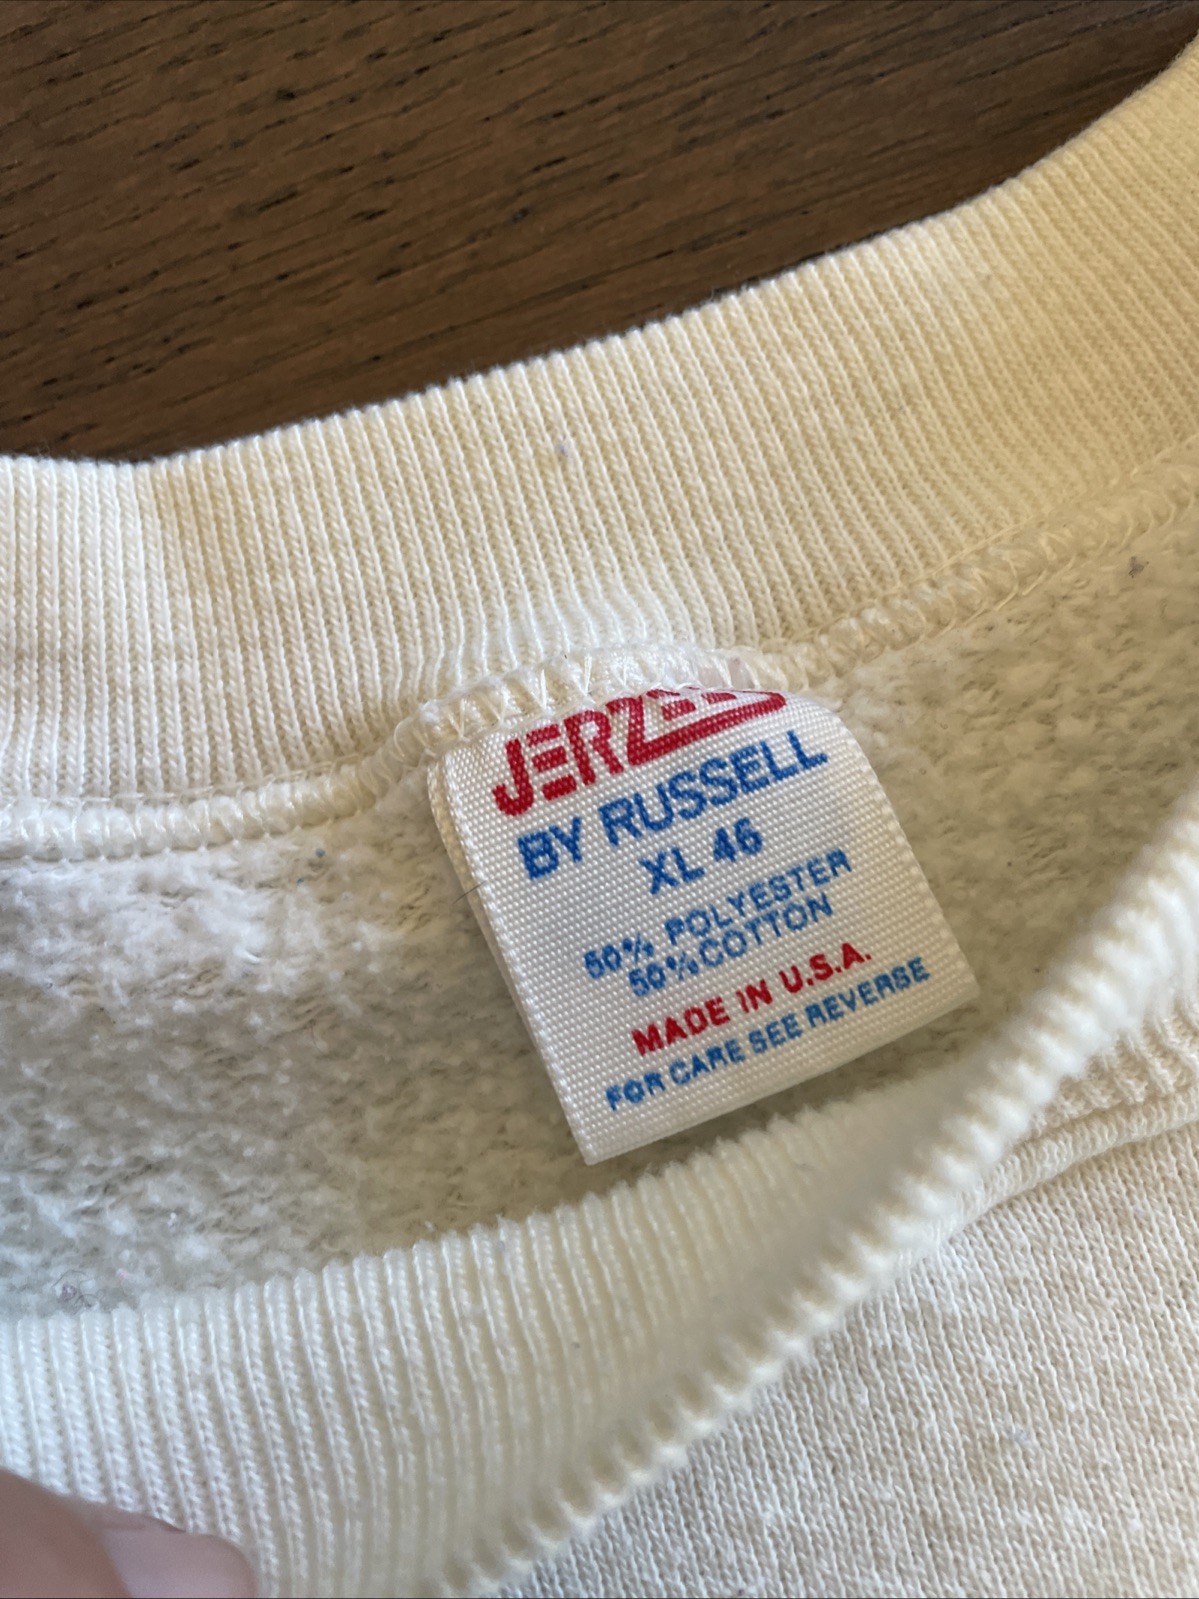 JERZEES
BY RUSSELL
XL 46
50% POLYESTER
50% COTTON
MADE IN U.S.A.
FOR CARE SEE REVERSE